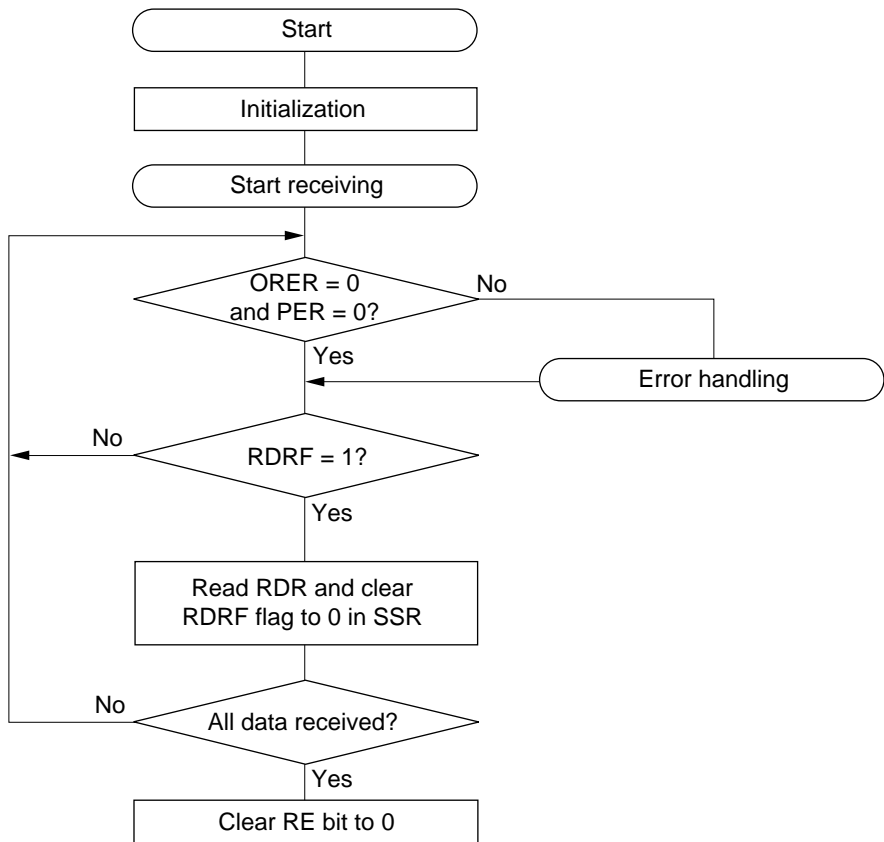 Start
Initialization
Start receiving
ORER = 0
and PER = 0?
No
Yes
Error handling
No
RDRF = 1?
Yes
Read RDR and clear
RDRF flag to 0 in SSR
No
All data received?
Yes
Clear RE bit to 0